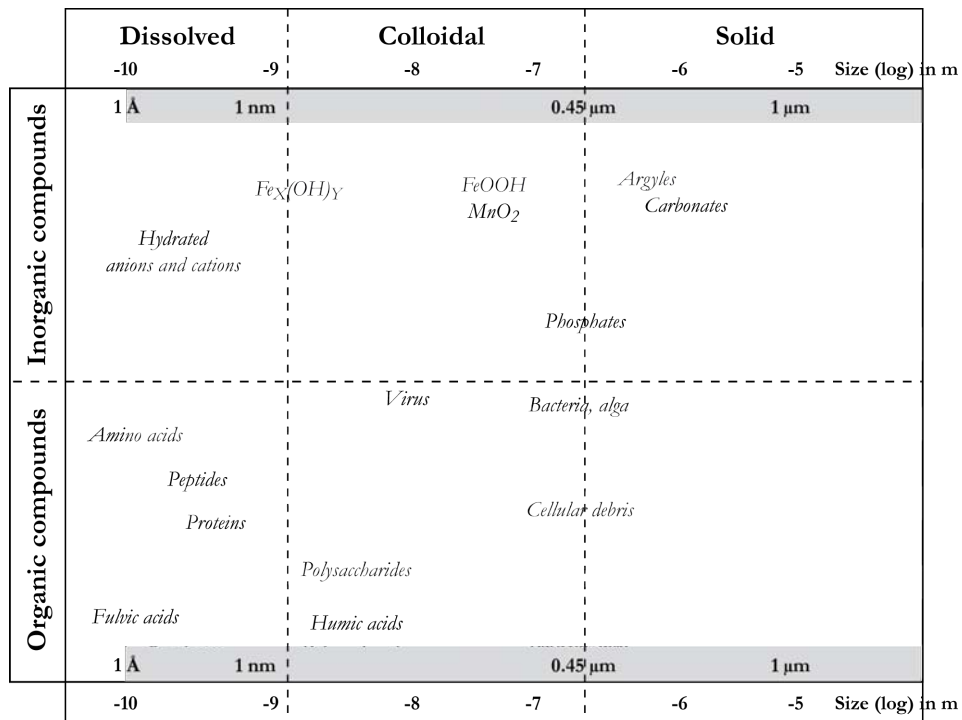 Dissolved Colloidal Solid
-10 -9 -8 -7 -6 -5 Size (log) in m
1 Å 1 nm 0.45 µm 1 µm
Inorganic compounds
FeX(OH)Y FeOOH Argyles
MnO2 Carbonates
Hydrated
anions and cations
Phosphates
Organic compounds
Virus Bacteria, alga
Amino acids
Peptides
Cellular debris
Proteins
Polysaccharides
Fulvic acids Humic acids
1 Å 1 nm 0.45 µm 1 µm
-10 -9 -8 -7 -6 -5 Size (log) in m